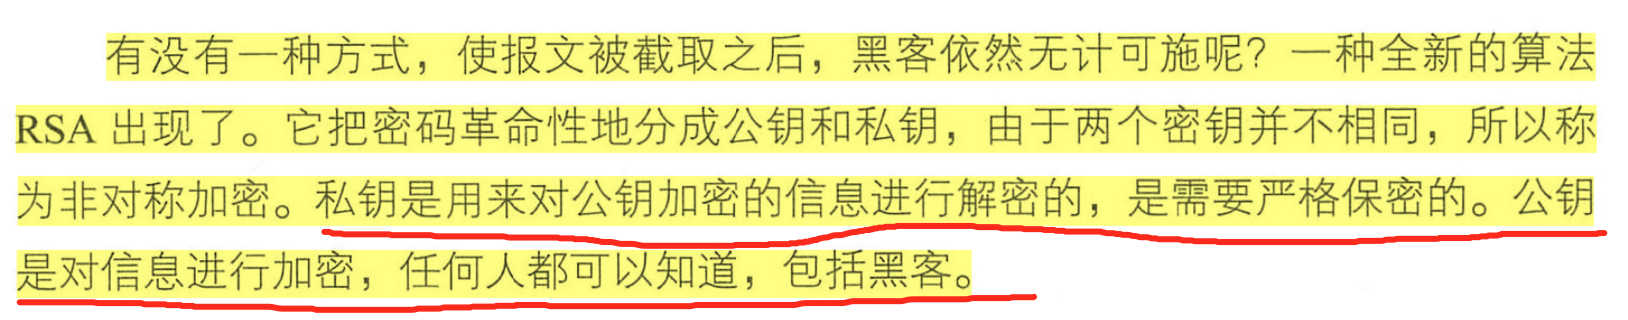 有没有一种方式，使报文被截取之后，黑客依然无计可施呢？一种全新的算法
RSA 出现了。它把密码革命性地分成公钥和私钥，由于两个密钥并不相同，所以称
为非对称加密。私钥是用来对公钥加密的信息进行解密的，是需要严格保密的。公钥
是对信息进行加密，任何人都可以知道，包括黑客。